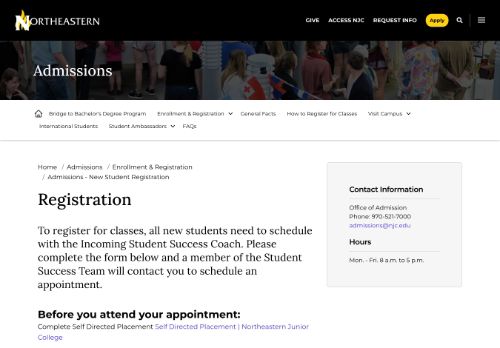 NORTHEASTERN
GIVE ACCESS NJC REQUEST INFO Apply
Admissions
Bridge to Bachelor's Degree Program Enrollment & Registration General Facts How to Register for Classes Visit Campus
International Students Student Ambassadors FAQs
Home / Admissions / Enrollment & Registration
/ Admissions - New Student Registration
Registration
To register for classes, all new students need to schedule
with the Incoming Student Success Coach. Please
complete the form below and a member of the Student
Success Team will contact you to schedule an
appointment.
Before you attend your appointment:
Complete Self Directed Placement Self Directed Placement | Northeastern Junior
College
Contact Information
Office of Admission
Phone: 970-521-7000
admissions@njc.edu
Hours
Mon. - Fri. 8 a.m. to 5 p.m.